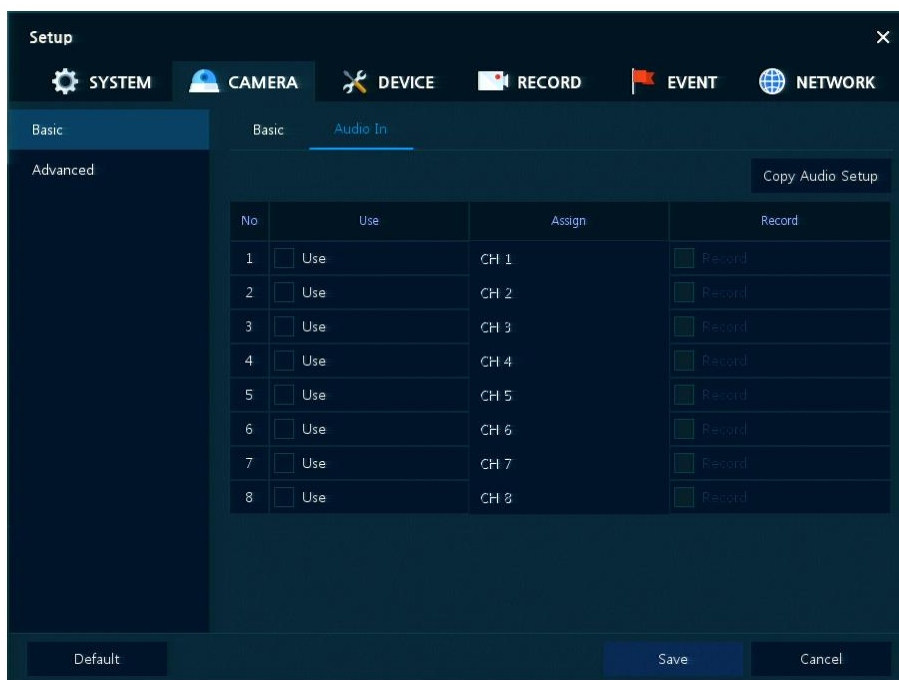 Setup
SYSTEM CAMERA DEVICE RECORD EVENT NETWORK
Basic Basic Audio In
Advanced
Copy Audio Setup
No Use Assign Record
1 Use CH 1 Record
2 Use CH 2 Record
3 Use CH 3 Record
4 Use CH 4 Record
5 Use CH 5 Record
6 Use CH 6 Record
7 Use CH 7 Record
8 Use CH 8 Record
Default Save Cancel